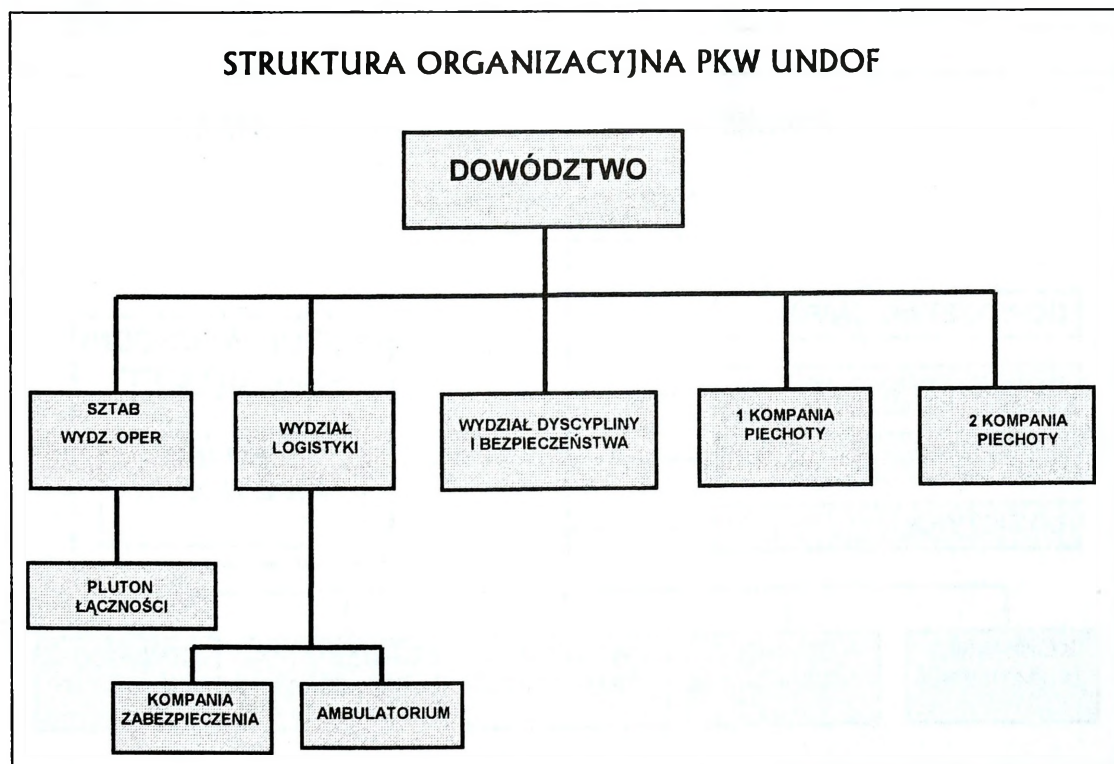 STRUKTURA ORGANIZACYJNA PKW UNDOF
DOWÓDZTWO
SZTAB
WYDZ. OPER
WYDZIAŁ
LOGISTYKI
WYDZIAŁ DYSCYPLINY
I BEZPIECZEŃSTWA
1 KOMPANIA
PIECHOTY
2 KOMPANIA
PIECHOTY
PLUTON
ŁĄCZNOŚCI
KOMPANIA
ZABEZPIECZENIA
AMBULATORIUM